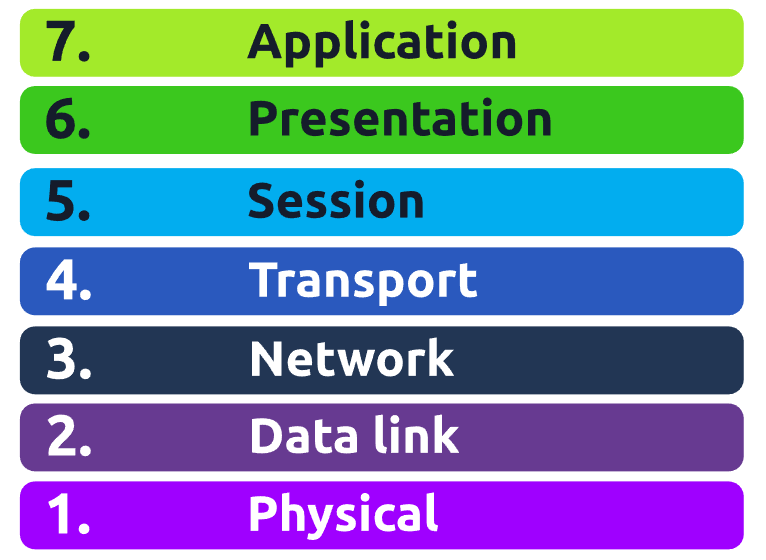 7. Application
6. Presentation
5. Session
4. Transport
3. Network
2. Data link
1. Physical